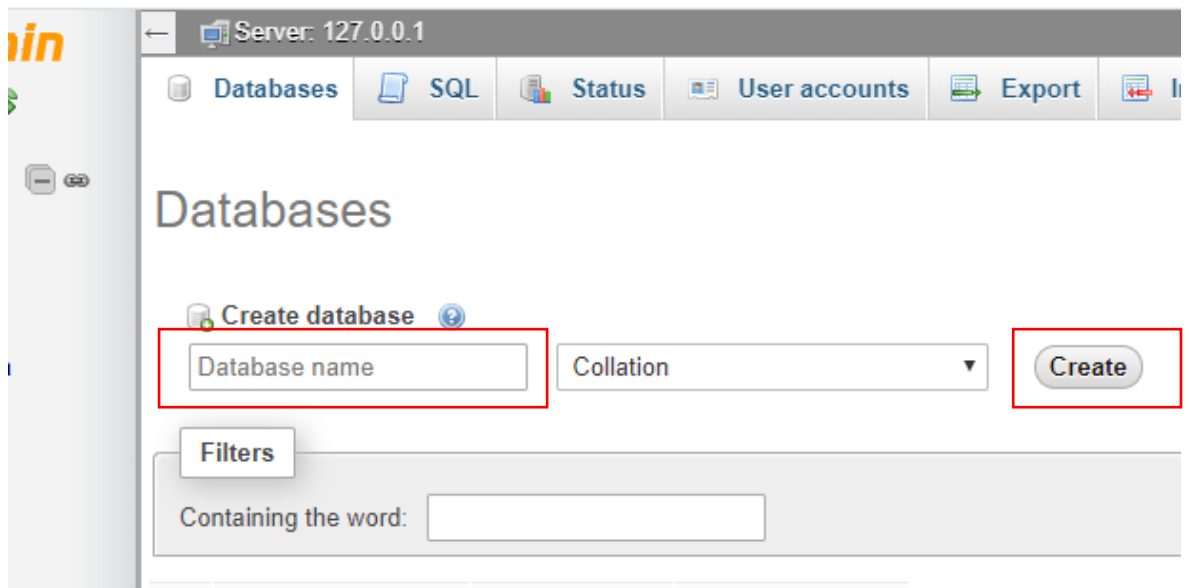 Server: 127.0.0.1
Databases SQL Status User accounts Export
Databases
Create database
Database name Collation Create
Filters
Containing the word: